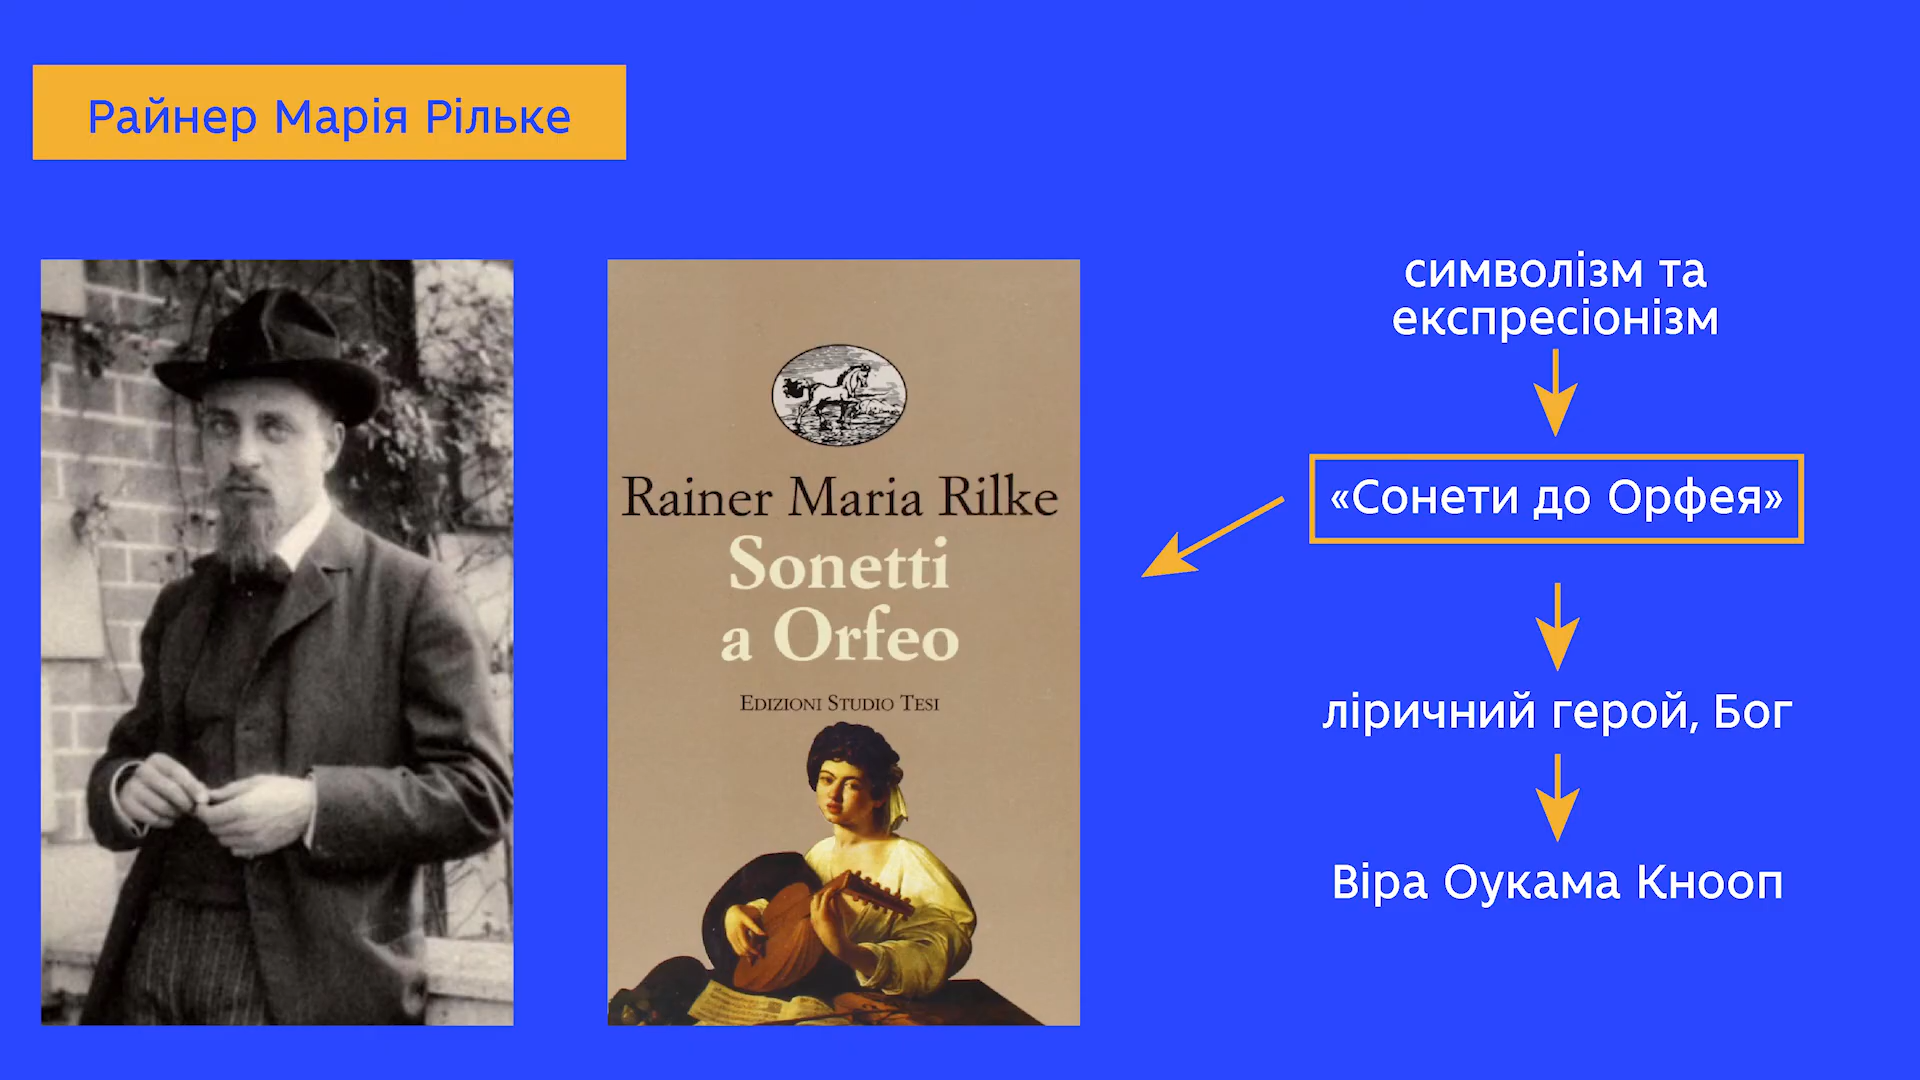 Райнер Марія Рільке
Rainer Maria Rilke
Sonetti
a Orfeo
Edizioni Studio Tesi
символізм та
експресіонізм
«Сонети до Орфея»
ліричний герой, Бог
Віра Оукама Кнооп